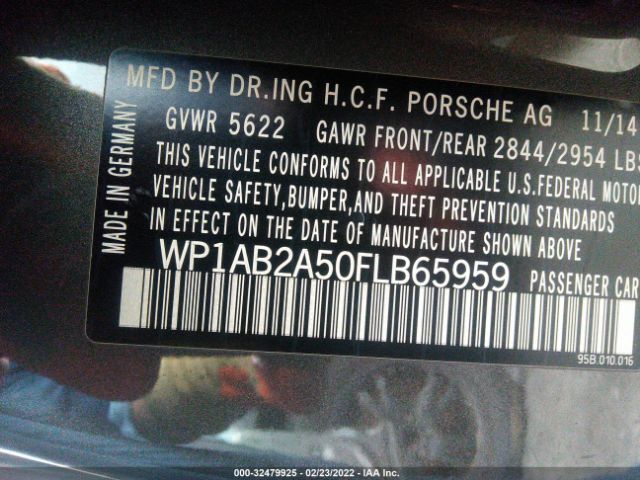 MFD BY DR.ING H.C.F. PORSCHE AG 11/14
GVWR 5622 GAWR FRONT/REAR 2844/2954 LBS
THIS VEHICLE CONFORMS TO ALL APPLICABLE U.S.FEDERAL MOTO
VEHICLE SAFETY,BUMPER,AND THEFT PREVENTION STANDARDS
IN EFFECT ON THE DATE OF MANUFACTURE SHOWN ABOVE
WP1AB2A50FLB65959 PASSENGER CAR
MADE IN GERMANY
95B.010.016
000-32479925 - 02/23/2022 - IAA Inc.